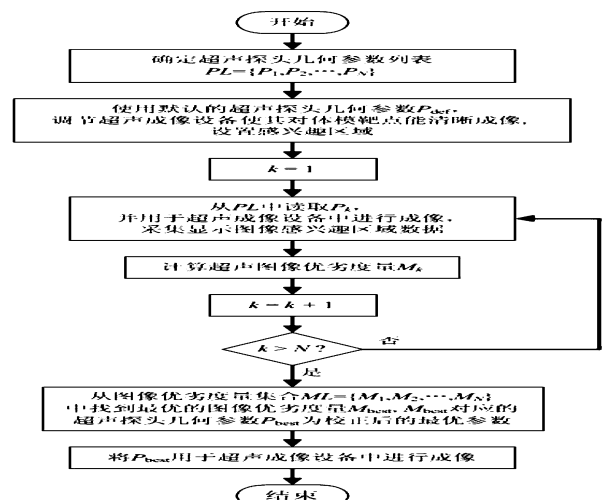 开始
确定超声探头几何参数列表
PL={P1,P2,…,PN}
使用默认的超声探头几何参数Pdef,
调节超声成像设备使其对体模靶点能清晰成像,
设置感兴趣区域
k = 1
从PL中读取Pk,
并用于超声成像设备中进行成像,
采集显示图像感兴趣区域数据
计算超声图像优劣度量Mk
k = k + 1
k > N ?
否
是
从图像优劣度量集合ML={M1,M2,…,MN}
中找到最优的图像优劣度量Mbest, Mbest对应的
超声探头几何参数Pbest为校正后的最优参数
将Pbest用于超声成像设备中进行成像
结束